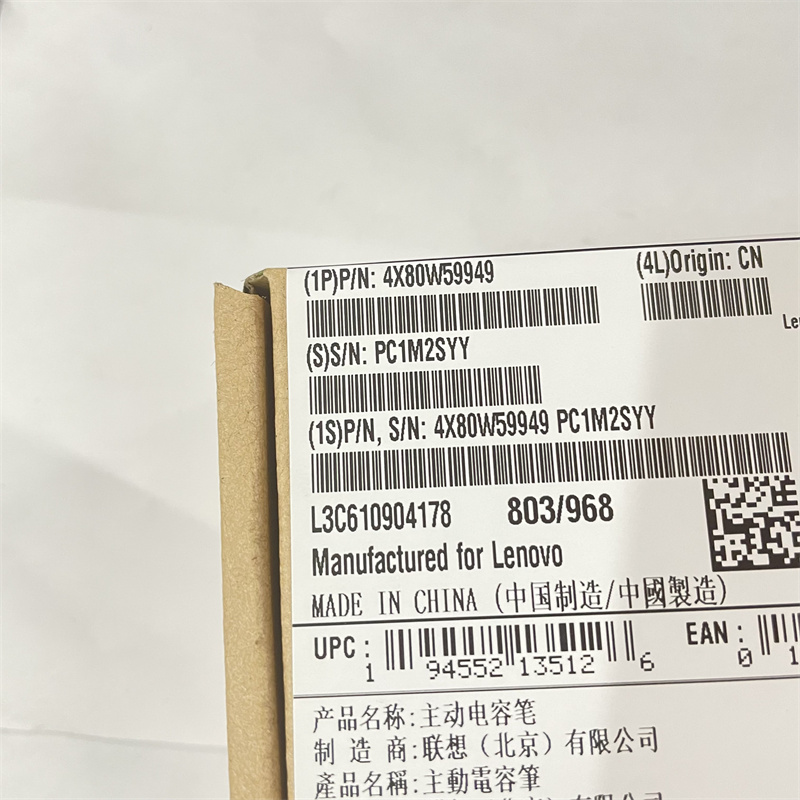 (1P)P/N: 4X80W59949
(4L)Origin: CN
(S)S/N: PC1M2SYY
(1S)P/N, S/N: 4X80W59949 PC1M2SYY
L3C610904178 803/968
Manufactured for Lenovo
MADE IN CHINA (中国制造/中國製造)
UPC: 1 94552 13512 6 EAN: 0 1
产品名称:主动电容笔
制 造 商:联想（北京）有限公司
產品名稱:主動電容筆